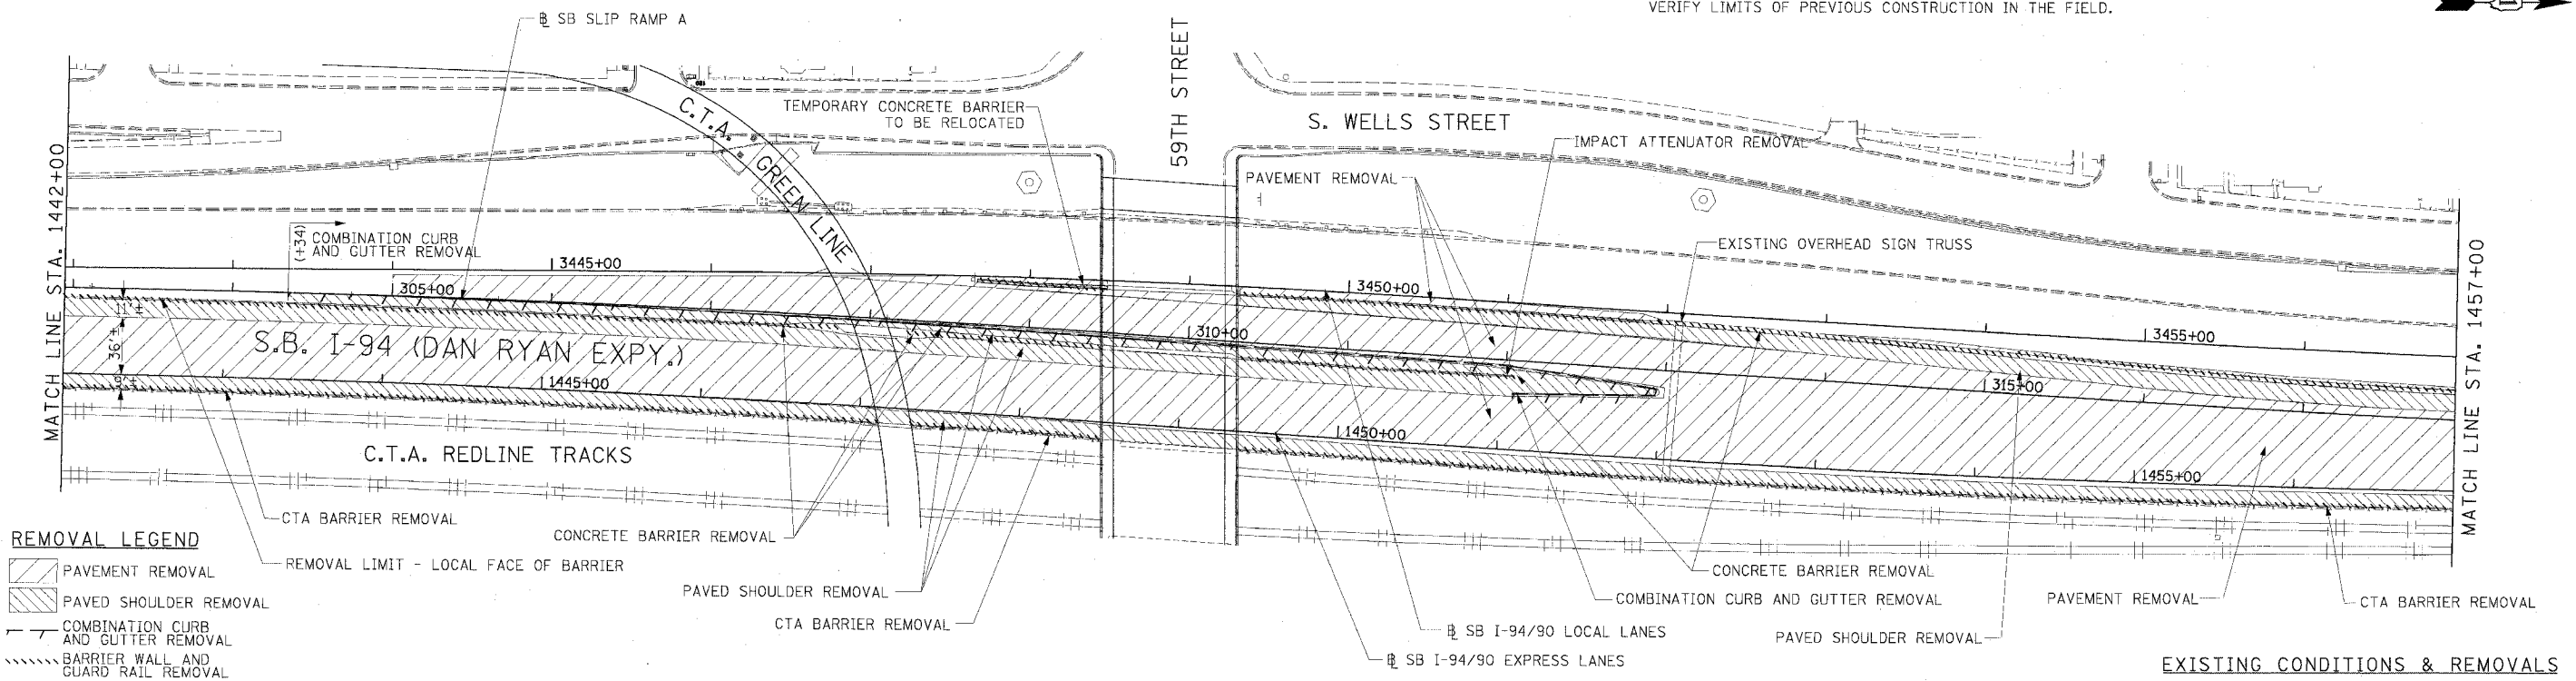 VERIFY LIMITS OF PREVIOUS CONSTRUCTION IN THE FIELD.
℄ SB SLIP RAMP A
59TH STREET
C.T.A. GREEN LINE
TEMPORARY CONCRETE BARRIER
TO BE RELOCATED
S. WELLS STREET
IMPACT ATTENUATOR REMOVAL
PAVEMENT REMOVAL
EXISTING OVERHEAD SIGN TRUSS
MATCH LINE STA. 1442+00
(+34)
COMBINATION CURB
AND GUTTER REMOVAL
3445+00
3450+00
3455+00
305+00
310+00
315+00
11'±
36'±
9'±
S.B. I-94 (DAN RYAN EXPY.)
1445+00
1450+00
1455+00
MATCH LINE STA. 1457+00
C.T.A. REDLINE TRACKS
CTA BARRIER REMOVAL
CONCRETE BARRIER REMOVAL
REMOVAL LIMIT - LOCAL FACE OF BARRIER
PAVED SHOULDER REMOVAL
CTA BARRIER REMOVAL
CONCRETE BARRIER REMOVAL
COMBINATION CURB AND GUTTER REMOVAL
℄ SB I-94/90 LOCAL LANES
℄ SB I-94/90 EXPRESS LANES
PAVED SHOULDER REMOVAL
PAVEMENT REMOVAL
CTA BARRIER REMOVAL
REMOVAL LEGEND
PAVEMENT REMOVAL
PAVED SHOULDER REMOVAL
COMBINATION CURB
AND GUTTER REMOVAL
BARRIER WALL AND
GUARD RAIL REMOVAL
EXISTING CONDITIONS & REMOVALS